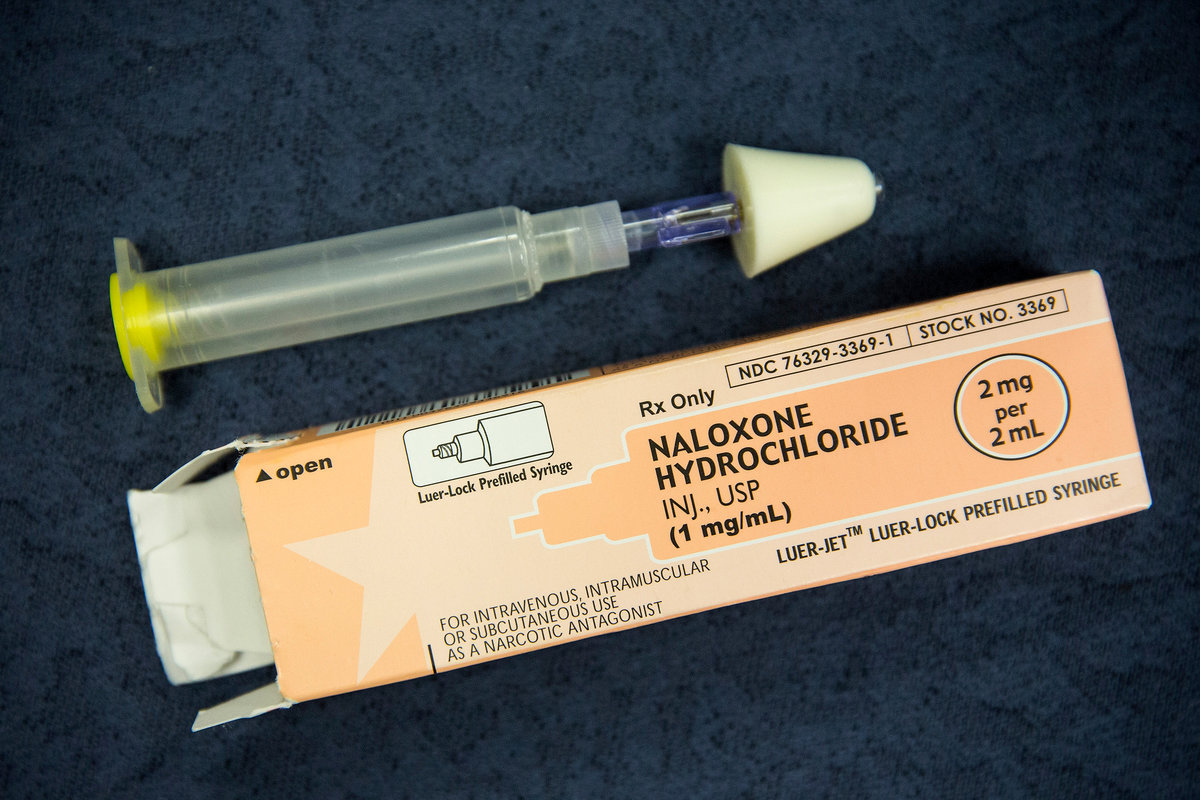 NDC 76329-3369-1 STOCK NO. 3369
Rx Only
▲open
Luer-Lock Prefilled Syringe
NALOXONE
HYDROCHLORIDE
INJ., USP
(1 mg/mL)
2 mg
per
2 mL
LUER-JET™ LUER-LOCK PREFILLED SYRINGE
FOR INTRAVENOUS, INTRAMUSCULAR
OR SUBCUTANEOUS USE
AS A NARCOTIC ANTAGONIST